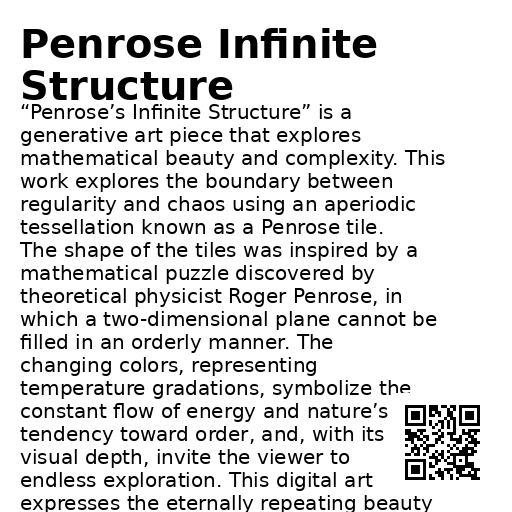 Penrose Infinite
Structure
“Penrose’s Infinite Structure” is a
generative art piece that explores
mathematical beauty and complexity. This
work explores the boundary between
regularity and chaos using an aperiodic
tessellation known as a Penrose tile.
The shape of the tiles was inspired by a
mathematical puzzle discovered by
theoretical physicist Roger Penrose, in
which a two-dimensional plane cannot be
filled in an orderly manner. The
changing colors, representing
temperature gradations, symbolize the
constant flow of energy and nature’s
tendency toward order, and, with its
visual depth, invite the viewer to
endless exploration. This digital art
expresses the eternally repeating beauty